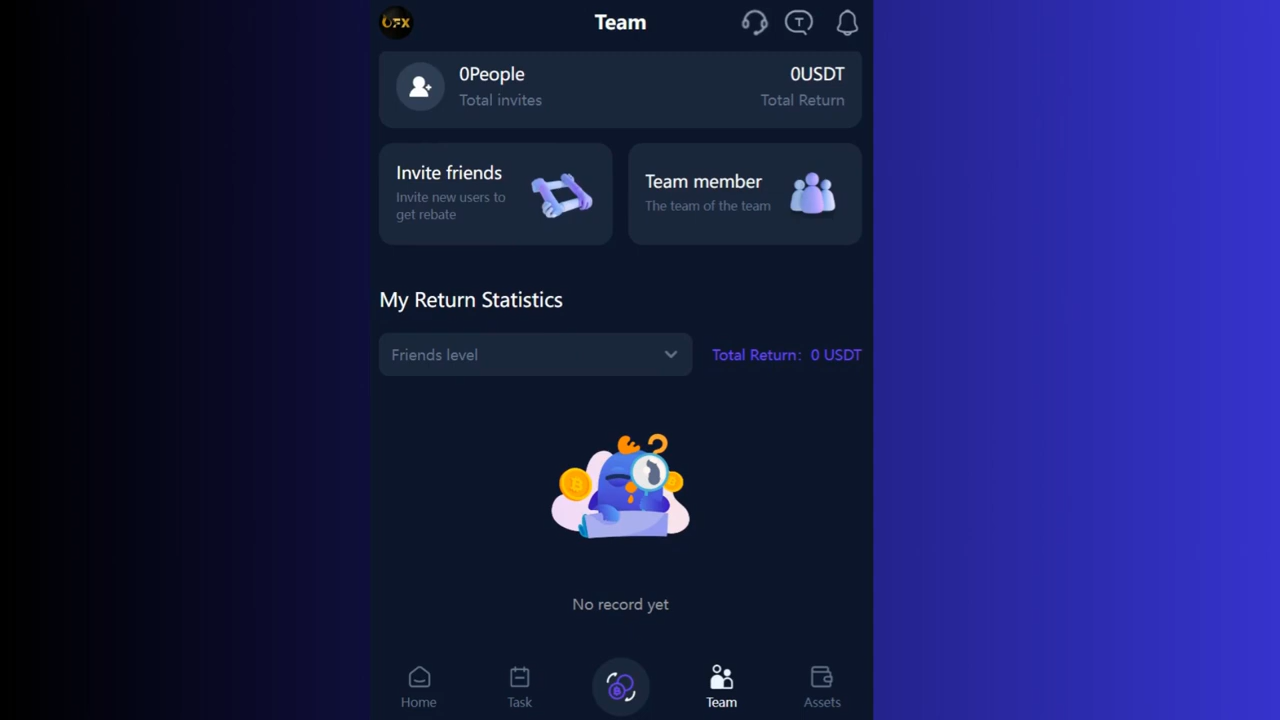 OFX
Team
T
0People
0USDT
Total invites
Total Return
Invite friends
Invite new users to
get rebate
Team member
The team of the team
My Return Statistics
Friends level
Total Return: 0 USDT
No record yet
Home
Task
Team
Assets